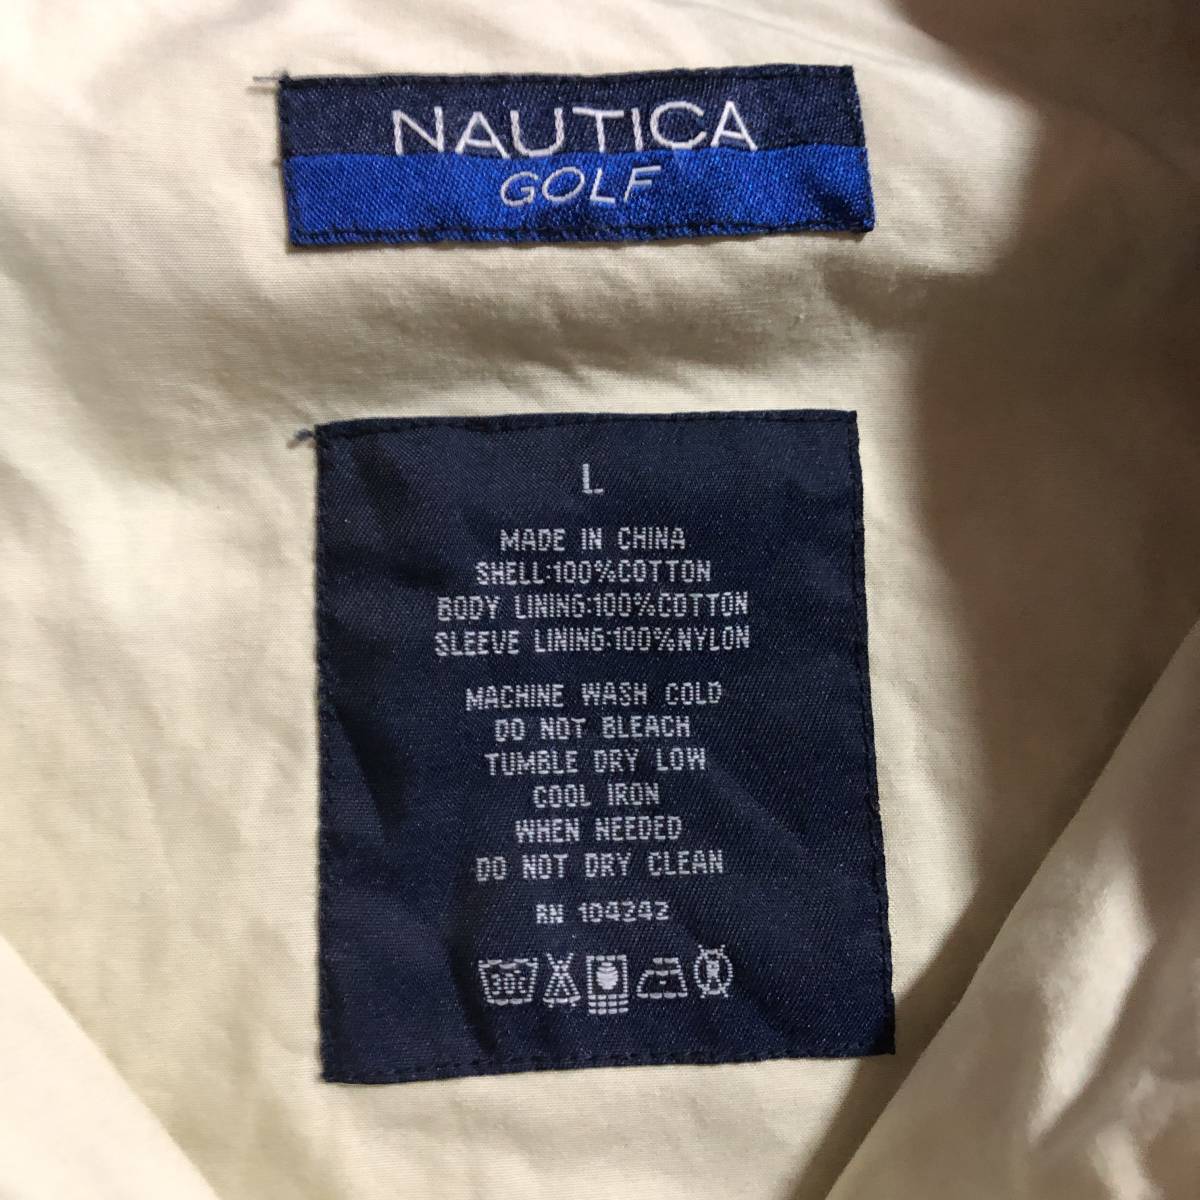 NAUTICA
GOLF
L
MADE IN CHINA
SHELL:100%COTTON
BODY LINING:100%COTTON
SLEEVE LINING:100%NYLON
MACHINE WASH COLD
DO NOT BLEACH
TUMBLE DRY LOW
COOL IRON
WHEN NEEDED
DO NOT DRY CLEAN
RN 104242